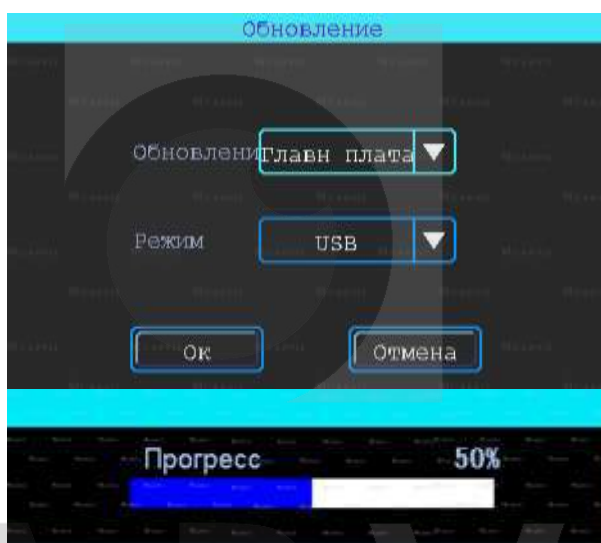 Обновление
Обновлени Главн плата
Режим USB
Ок Отмена
Прогресс 50%